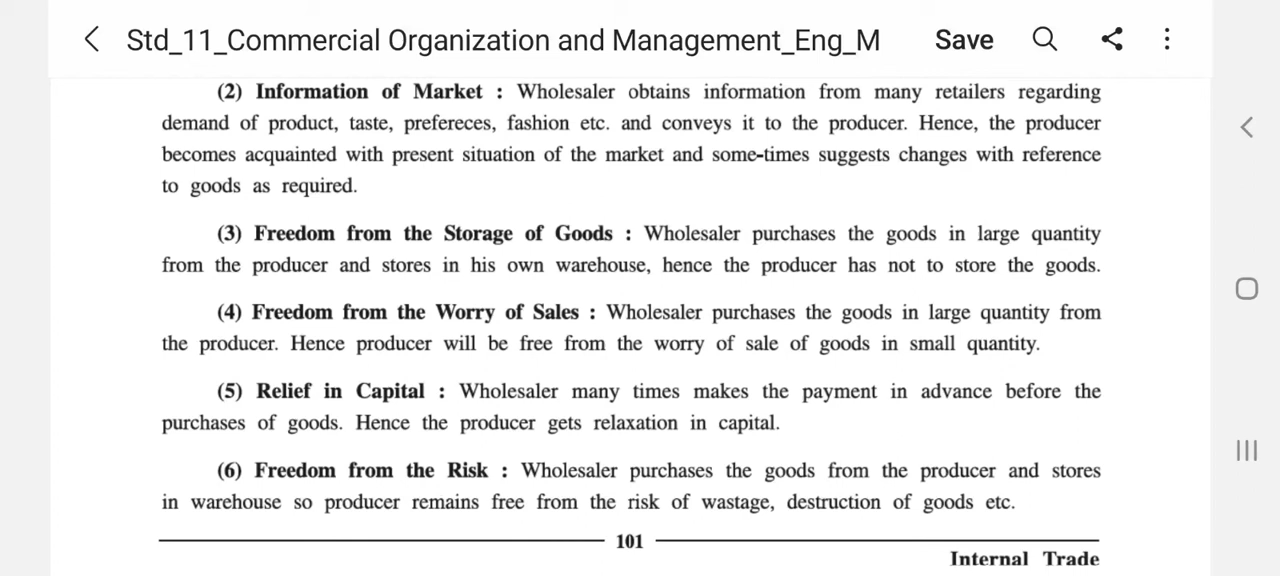 Std_11_Commercial Organization and Management_Eng_M Save
(2) Information of Market : Wholesaler obtains information from many retailers regarding
demand of product, taste, prefereces, fashion etc. and conveys it to the producer. Hence, the producer
becomes acquainted with present situation of the market and some-times suggests changes with reference
to goods as required.
(3) Freedom from the Storage of Goods : Wholesaler purchases the goods in large quantity
from the producer and stores in his own warehouse, hence the producer has not to store the goods.
(4) Freedom from the Worry of Sales : Wholesaler purchases the goods in large quantity from
the producer. Hence producer will be free from the worry of sale of goods in small quantity.
(5) Relief in Capital : Wholesaler many times makes the payment in advance before the
purchases of goods. Hence the producer gets relaxation in capital.
(6) Freedom from the Risk : Wholesaler purchases the goods from the producer and stores
in warehouse so producer remains free from the risk of wastage, destruction of goods etc.
101
Internal Trade